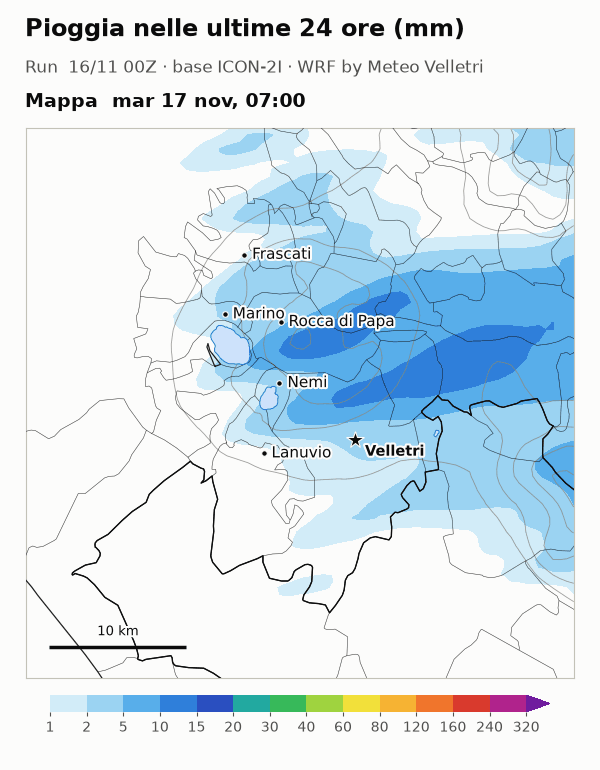 Pioggia nelle ultime 24 ore (mm)
Run  16/11 00Z · base ICON-2I · WRF by Meteo Velletri
Mappa  mar 17 nov, 07:00
Frascati
Marino
Rocca di Papa
Nemi
Velletri
Lanuvio
10 km
1 2 5 10 15 20 30 40 60 80 120 160 240 320